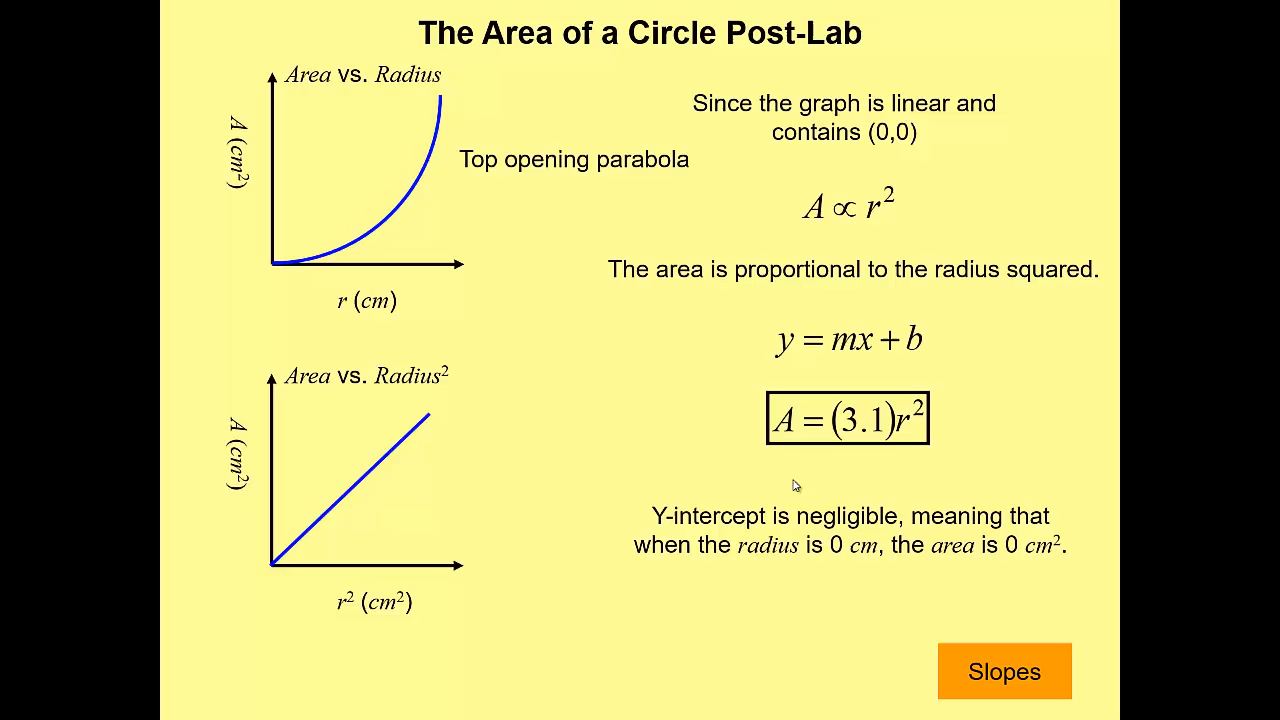 The Area of a Circle Post-Lab
Area vs. Radius
A (cm²)
r (cm)
Top opening parabola
Area vs. Radius²
A (cm²)
r² (cm²)
Since the graph is linear and
contains (0,0)
A ∝ r²
The area is proportional to the radius squared.
y = mx + b
A = (3.1)r²
Y-intercept is negligible, meaning that
when the radius is 0 cm, the area is 0 cm².
Slopes